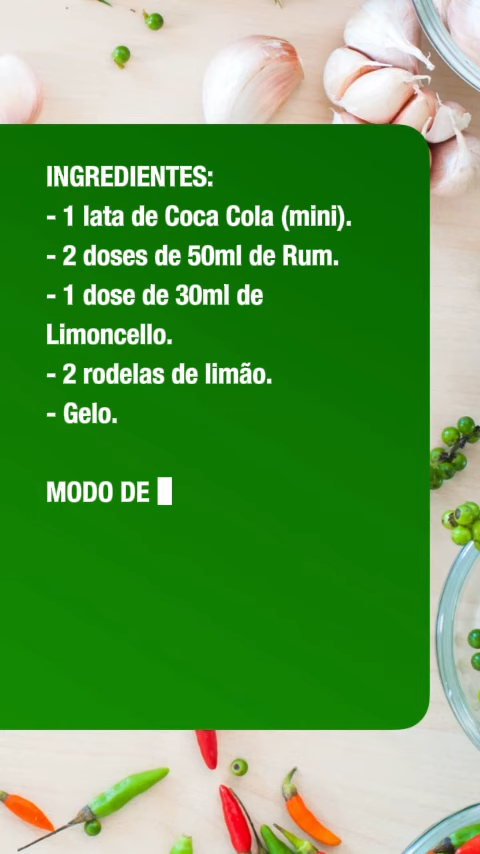 INGREDIENTES:
- 1 lata de Coca Cola (mini).
- 2 doses de 50ml de Rum.
- 1 dose de 30ml de
Limoncello.
- 2 rodelas de limão.
- Gelo.
MODO DE